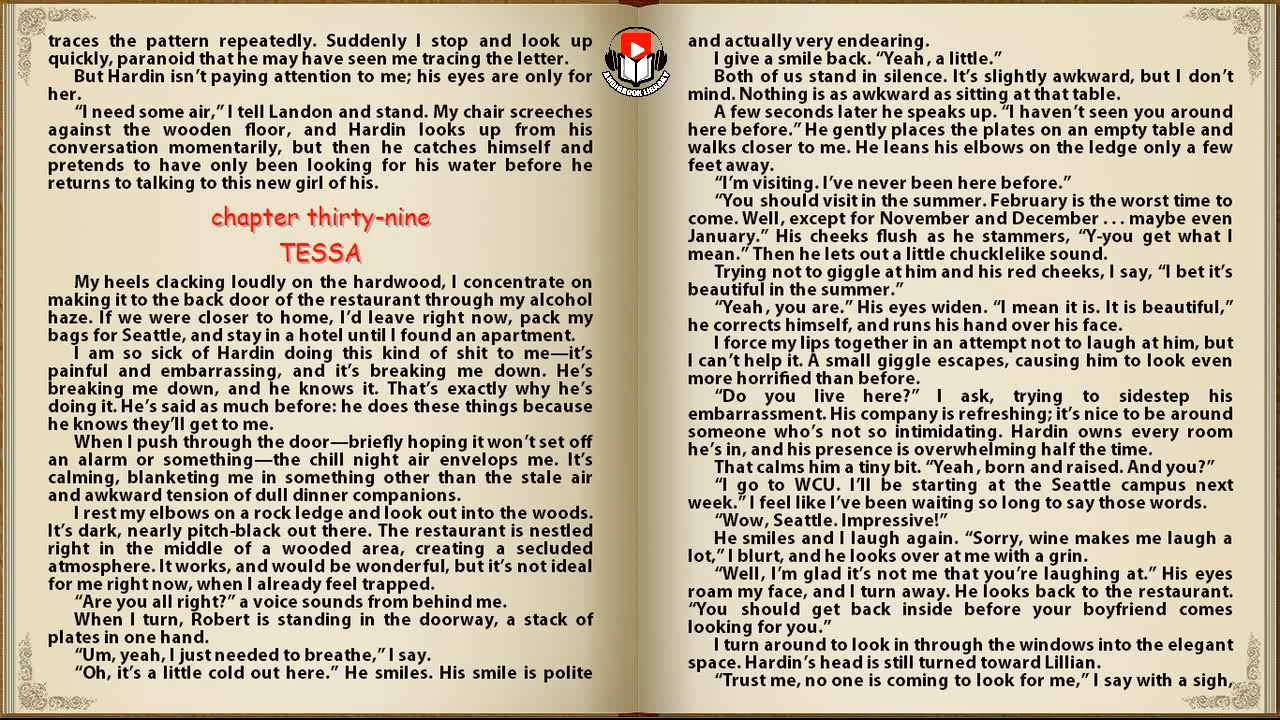 traces the pattern repeatedly. Suddenly I stop and look up
quickly, paranoid that he may have seen me tracing the letter.
But Hardin isn’t paying attention to me; his eyes are only for
her.
“I need some air,” I tell Landon and stand. My chair screeches
against the wooden floor, and Hardin looks up from his
conversation momentarily, but then he catches himself and
pretends to have only been looking for his water before he
returns to talking to this new girl of his.
chapter thirty-nine
TESSA
My heels clacking loudly on the hardwood, I concentrate on
making it to the back door of the restaurant through my alcohol
haze. If we were closer to home, I’d leave right now, pack my
bags for Seattle, and stay in a hotel until I found an apartment.
I am so sick of Hardin doing this kind of shit to me—it’s
painful and embarrassing, and it’s breaking me down. He’s
breaking me down, and he knows it. That’s exactly why he’s
doing it. He’s said as much before: he does these things because
he knows they’ll get to me.
When I push through the door—briefly hoping it won’t set off
an alarm or something—the chill night air envelops me. It’s
calming, blanketing me in something other than the stale air
and awkward tension of dull dinner companions.
I rest my elbows on a rock ledge and look out into the woods.
It’s dark, nearly pitch-black out there. The restaurant is nestled
right in the middle of a wooded area, creating a secluded
atmosphere. It works, and would be wonderful, but it’s not ideal
for me right now, when I already feel trapped.
“Are you all right?” a voice sounds from behind me.
When I turn, Robert is standing in the doorway, a stack of
plates in one hand.
“Um, yeah, I just needed to breathe,” I say.
“Oh, it’s a little cold out here.” He smiles. His smile is polite
AUDIOBOOK LIBRARY
and actually very endearing.
I give a smile back. “Yeah, a little.”
Both of us stand in silence. It’s slightly awkward, but I don’t
mind. Nothing is as awkward as sitting at that table.
A few seconds later he speaks up. “I haven’t seen you around
here before.” He gently places the plates on an empty table and
walks closer to me. He leans his elbows on the ledge only a few
feet away.
“I’m visiting. I’ve never been here before.”
“You should visit in the summer. February is the worst time to
come. Well, except for November and December . . . maybe even
January.” His cheeks flush as he stammers, “Y-you get what I
mean.” Then he lets out a little chucklelike sound.
Trying not to giggle at him and his red cheeks, I say, “I bet it’s
beautiful in the summer.”
“Yeah, you are.” His eyes widen. “I mean it is. It is beautiful,”
he corrects himself, and runs his hand over his face.
I force my lips together in an attempt not to laugh at him, but
I can’t help it. A small giggle escapes, causing him to look even
more horrified than before.
“Do you live here?” I ask, trying to sidestep his
embarrassment. His company is refreshing; it’s nice to be around
someone who’s not so intimidating. Hardin owns every room
he’s in, and his presence is overwhelming half the time.
That calms him a tiny bit. “Yeah, born and raised. And you?”
“I go to WCU. I’ll be starting at the Seattle campus next
week.” I feel like I’ve been waiting so long to say those words.
“Wow, Seattle. Impressive!”
He smiles and I laugh again. “Sorry, wine makes me laugh a
lot,” I blurt, and he looks over at me with a grin.
“Well, I’m glad it’s not me that you’re laughing at.” His eyes
roam my face, and I turn away. He looks back to the restaurant.
“You should get back inside before your boyfriend comes
looking for you.”
I turn around to look in through the windows into the elegant
space. Hardin’s head is still turned toward Lillian.
“Trust me, no one is coming to look for me,” I say with a sigh,